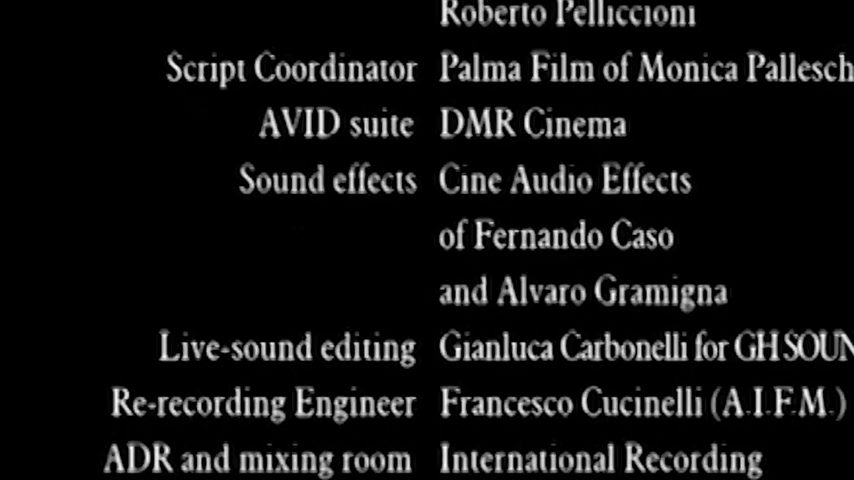 Roberto Pelliccioni
Script Coordinator Palma Film of Monica Pallesch
AVID suite DMR Cinema
Sound effects Cine Audio Effects
of Fernando Caso
and Alvaro Gramigna
Live-sound editing Gianluca Carbonelli for GH SOUN
Re-recording Engineer Francesco Cucinelli (A.I.F.M.)
ADR and mixing room International Recording